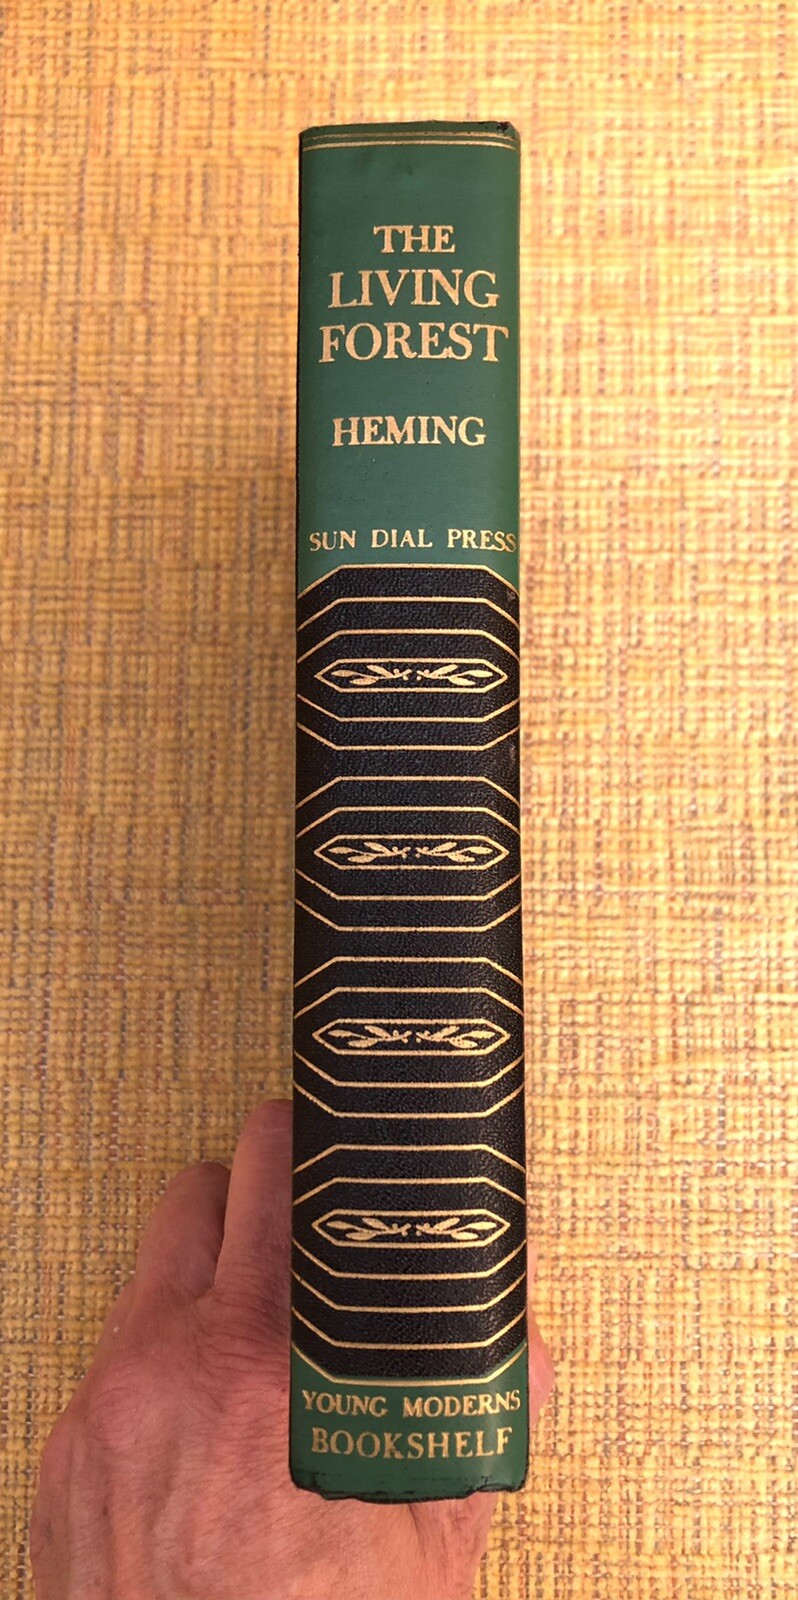 THE
LIVING
FOREST
HEMING
SUN DIAL PRESS
YOUNG MODERNS
BOOKSHELF